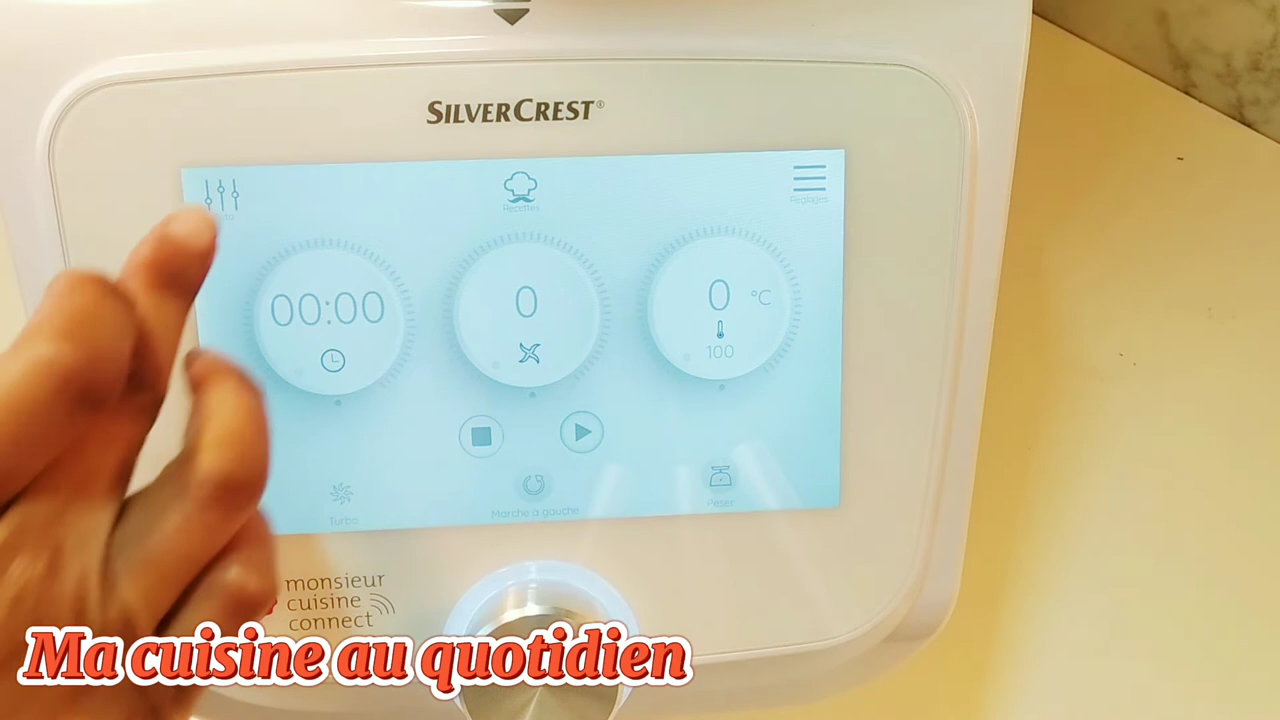 SILVERCREST®
Recettes
Réglages
00:00
0
0 °C
100
Turbo
Marche à gauche
Peser
monsieur
cuisine
connect
Ma cuisine au quotidien